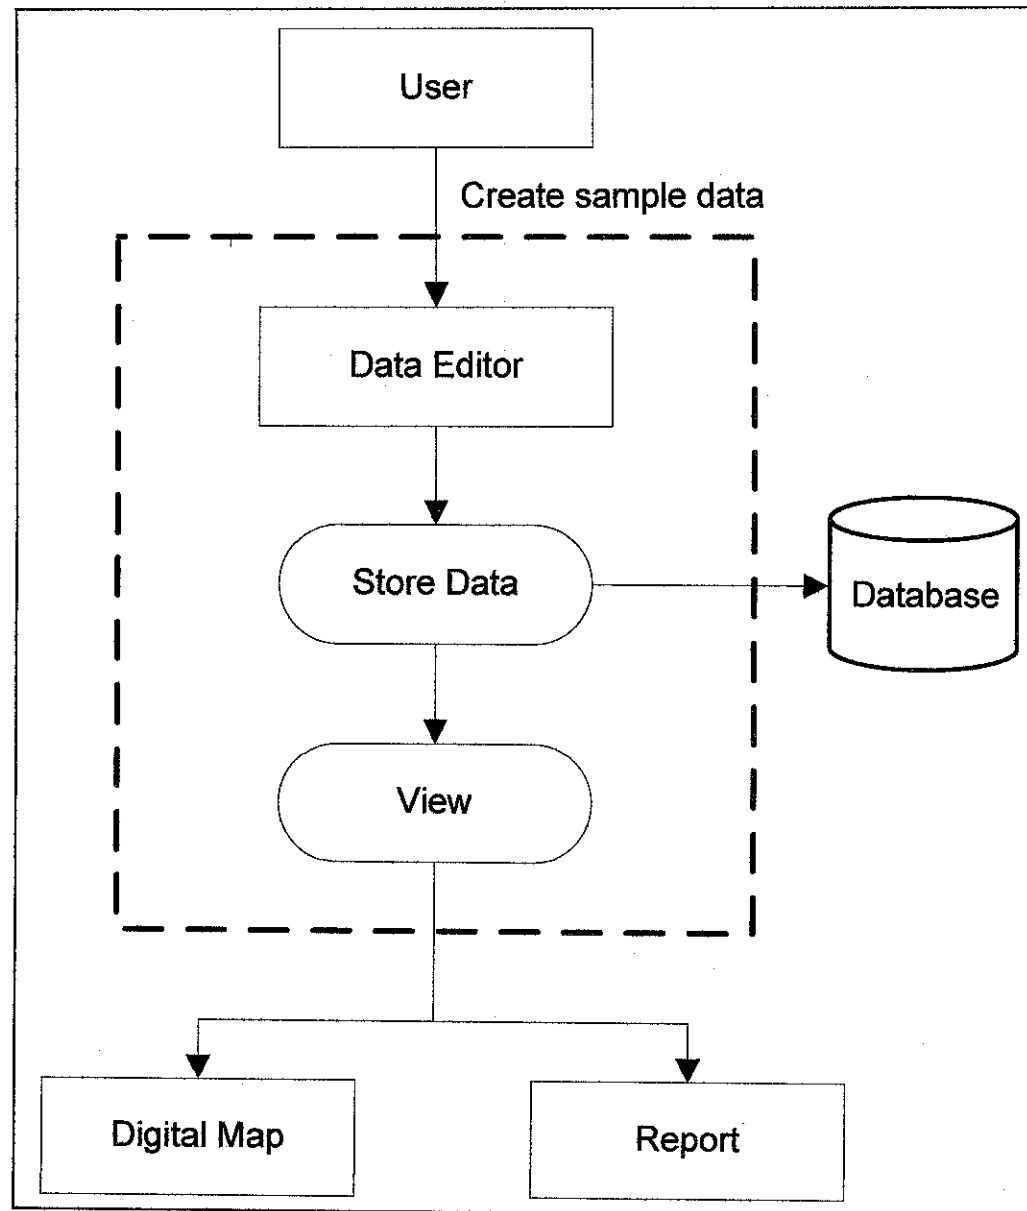 User
Create sample data
Data Editor
Store Data
Database
View
Digital Map
Report